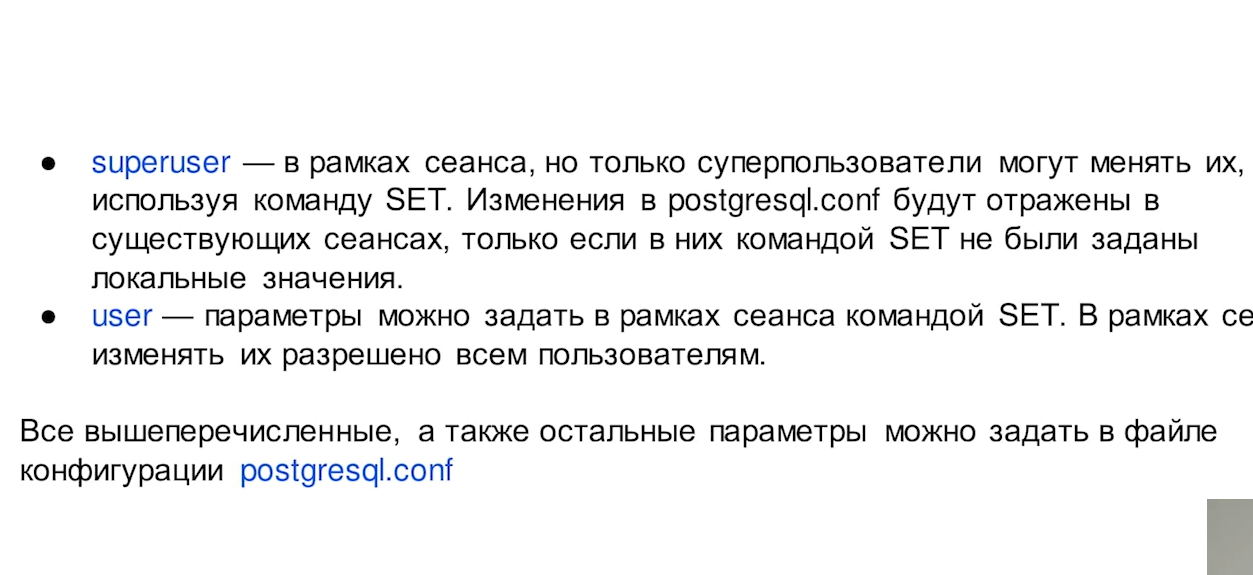 ● superuser — в рамках сеанса, но только суперпользователи могут менять их,
используя команду SET. Изменения в postgresql.conf будут отражены в
существующих сеансах, только если в них командой SET не были заданы
локальные значения.
● user — параметры можно задать в рамках сеанса командой SET. В рамках
изменять их разрешено всем пользователям.
Все вышеперечисленные, а также остальные параметры можно задать в файле
конфигурации postgresql.conf